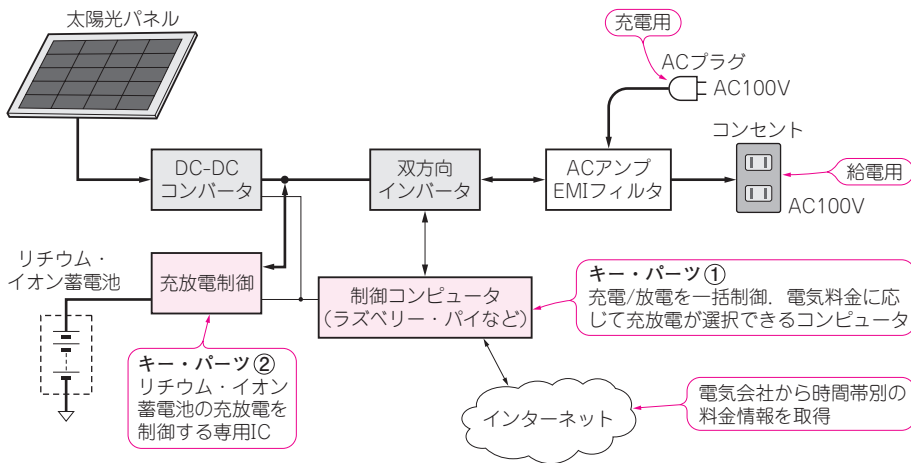 太陽光パネル
充電用
ACプラグ
AC100V
コンセント
DC-DC
コンバータ
双方向
インバータ
ACアンプ
EMIフィルタ
給電用
AC100V
リチウム・
イオン蓄電池
充放電制御
制御コンピュータ
(ラズベリー・パイなど)
キー・パーツ①
充電/放電を一括制御．電気料金に応
じて充放電が選択できるコンピュータ
キー・パーツ②
リチウム・イオン
蓄電池の充放電を
制御する専用IC
インターネット
電気会社から時間帯別の
料金情報を取得